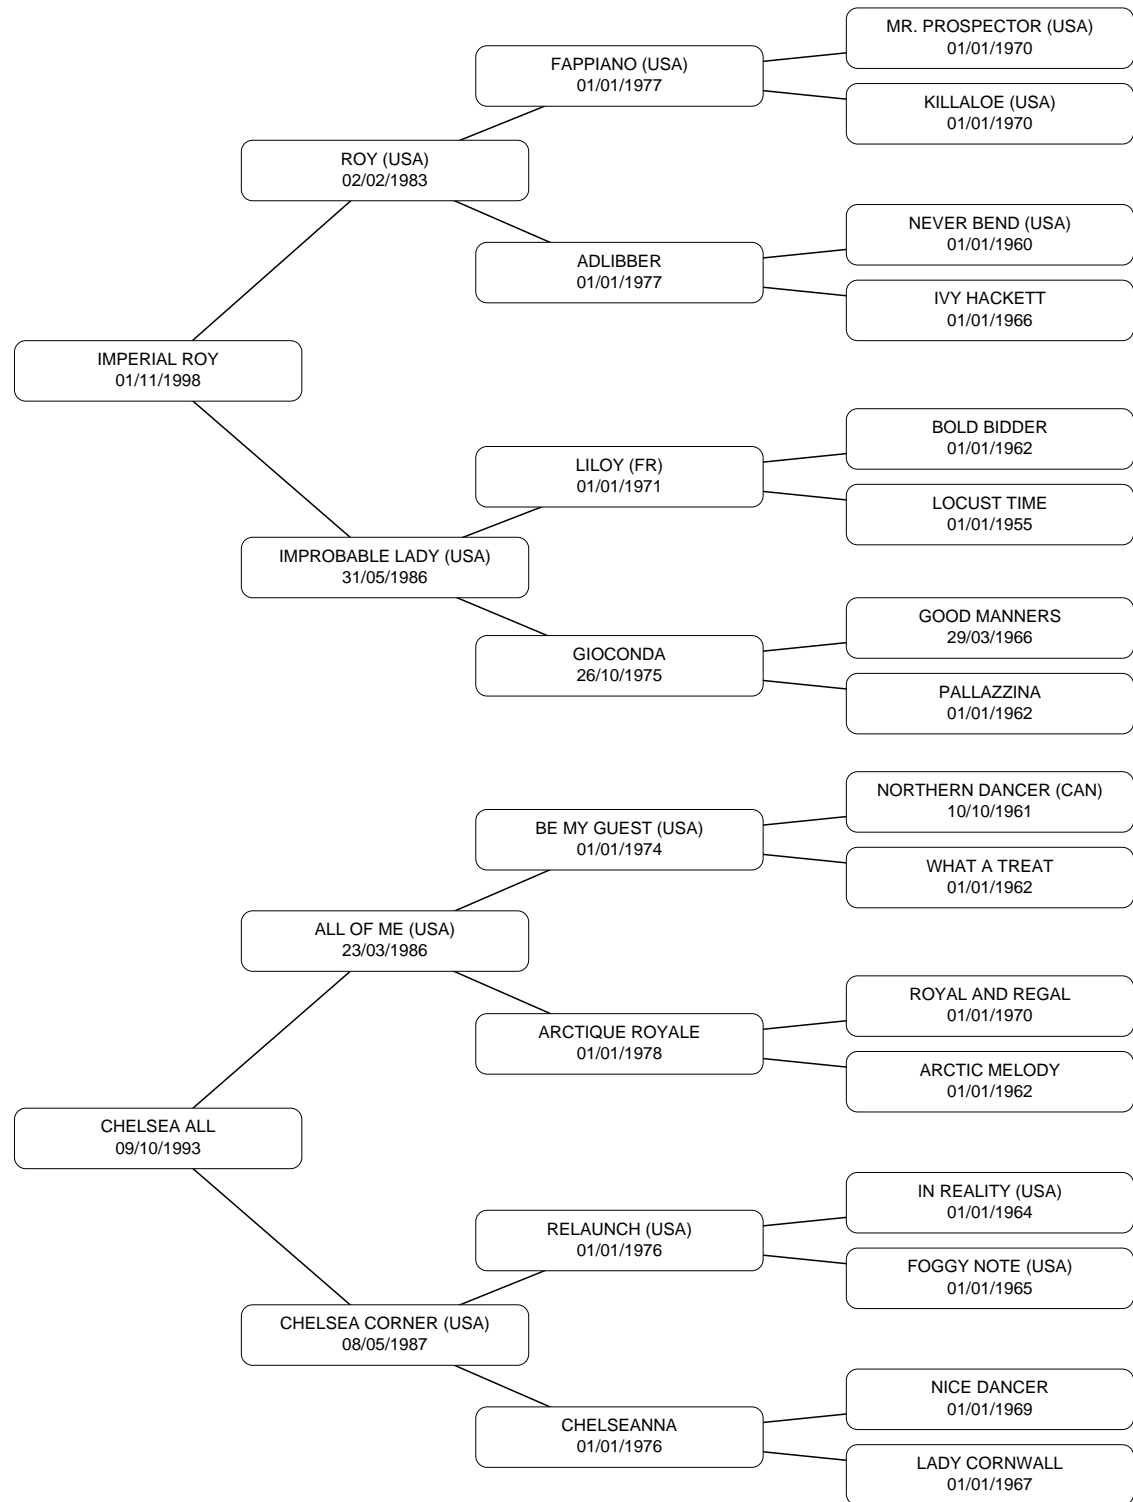 MR. PROSPECTOR (USA)
01/01/1970
FAPPIANO (USA)
01/01/1977
KILLALOE (USA)
01/01/1970
ROY (USA)
02/02/1983
NEVER BEND (USA)
01/01/1960
ADLIBBER
01/01/1977
IVY HACKETT
01/01/1966
IMPERIAL ROY
01/11/1998
BOLD BIDDER
01/01/1962
LILOY (FR)
01/01/1971
LOCUST TIME
01/01/1955
IMPROBABLE LADY (USA)
31/05/1986
GOOD MANNERS
29/03/1966
GIOCONDA
26/10/1975
PALLAZZINA
01/01/1962
NORTHERN DANCER (CAN)
10/10/1961
BE MY GUEST (USA)
01/01/1974
WHAT A TREAT
01/01/1962
ALL OF ME (USA)
23/03/1986
ROYAL AND REGAL
01/01/1970
ARCTIQUE ROYALE
01/01/1978
ARCTIC MELODY
01/01/1962
CHELSEA ALL
09/10/1993
IN REALITY (USA)
01/01/1964
RELAUNCH (USA)
01/01/1976
FOGGY NOTE (USA)
01/01/1965
CHELSEA CORNER (USA)
08/05/1987
NICE DANCER
01/01/1969
CHELSEANNA
01/01/1976
LADY CORNWALL
01/01/1967